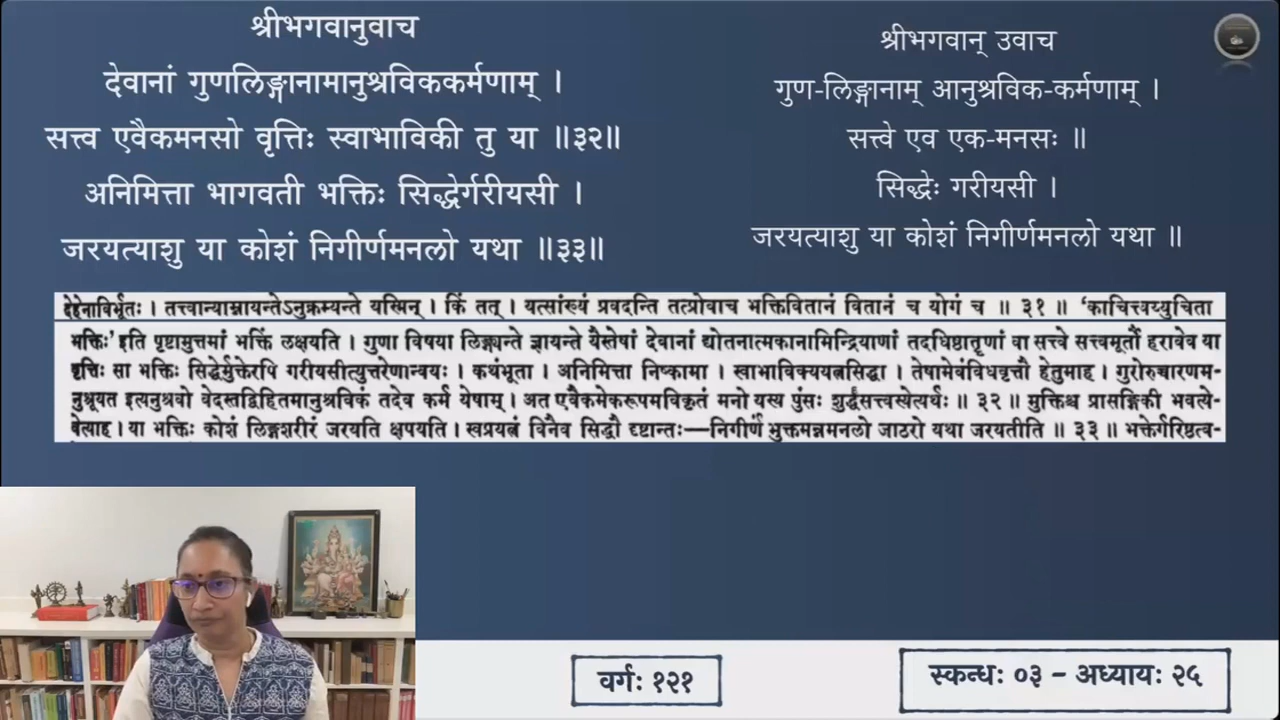 श्रीभगवानुवाच
देवानां गुणलिङ्गानामानुश्रविककर्मणाम् ।
सत्त्व एवैकमनसो वृत्तिः स्वाभाविकी तु या ॥३२॥
अनिमित्ता भागवती भक्तिः सिद्धेर्गरीयसी ।
जरयत्याशु या कोशं निगीर्णमनलो यथा ॥३३॥
श्रीभगवान् उवाच
गुण-लिङ्गानाम् आनुश्रविक-कर्मणाम् ।
सत्त्वे एव एक-मनसः ॥
सिद्धेः गरीयसी ।
जरयत्याशु या कोशं निगीर्णमनलो यथा ॥
देहेनाविर्भूतः । तत्त्वान्याम्नायन्तेऽनुक्रम्यन्ते यस्मिन् । किं तत् । यत्सांख्यं प्रवदन्ति तत्प्रोवाच भक्तिवितानं वितानं च योगं च ॥ ३१ ॥ ‘काचित्त्वय्युचिता
भक्तिः’ इति पृष्टामुत्तमां भक्तिं लक्षयति । गुणा विषया लिङ्ग्यन्ते ज्ञायन्ते यैस्तेषां देवानां द्योतनात्मकानामिन्द्रियाणां तदधिष्ठातॄणां वा सत्त्वे सत्त्वमूर्तौ हरावेव या
वृत्तिः सा भक्तिः सिद्धेर्मुक्तेरपि गरीयसीत्युत्तरेणान्वयः । कथंभूता । अनिमित्ता निष्कामा । स्वाभाविक्ययत्नसिद्धा । तेषामेवंविधवृत्तौ हेतुमाह । गुरोरुच्चारणम-
नुश्रूयत इत्यनुश्रवो वेदस्तद्विहितमानुश्रविकं तदेव कर्म येषाम् । अत एवैकमेकरूपमविकृतं मनो यस्य पुंसः शुद्धसत्त्वस्येत्यर्थः ॥ ३२ ॥ मुक्तिश्च प्रासङ्गिकी भवत्ये-
वेत्याह । या भक्तिः कोशं लिङ्गशरीरं जरयति क्षपयति । स्वप्रयत्नं विनैव सिद्धौ दृष्टान्तः—निगीर्णं भुक्तमन्नमनलो जाठरो यथा जरयतीति ॥ ३३ ॥ भक्तेर्गरिष्ठत्व-
वर्गः १२१
स्कन्धः ०३ – अध्यायः २५